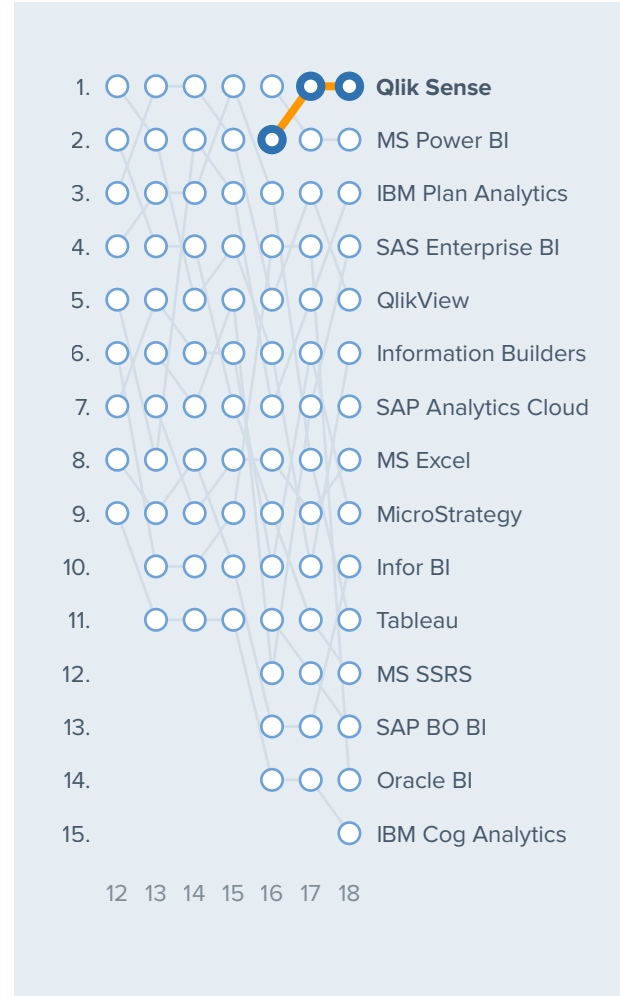 1. Qlik Sense
2. MS Power BI
3. IBM Plan Analytics
4. SAS Enterprise BI
5. QlikView
6. Information Builders
7. SAP Analytics Cloud
8. MS Excel
9. MicroStrategy
10. Infor BI
11. Tableau
12. MS SSRS
13. SAP BO BI
14. Oracle BI
15. IBM Cog Analytics
12 13 14 15 16 17 18